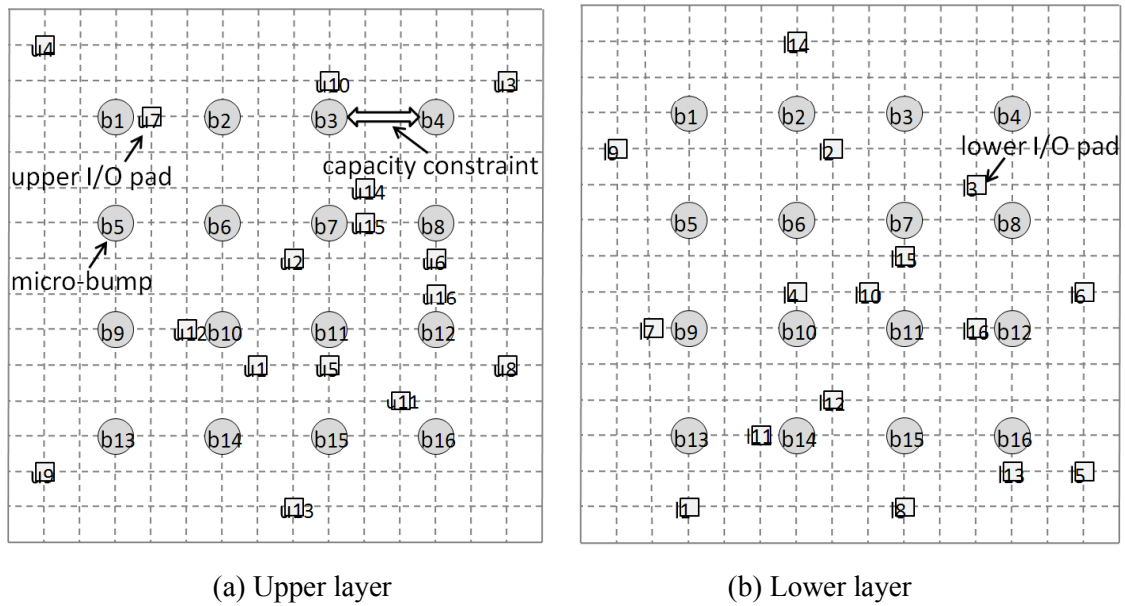 u4
u10
u3
b1
u7
b2
b3
b4
capacity constraint
upper I/O pad
u14
b5
b6
b7
u15
b8
u2
u6
micro-bump
u16
b9
u12
b10
b11
b12
u1
u5
u8
u11
b13
b14
b15
b16
u9
u13
(a) Upper layer
l14
b1
b2
b3
b4
l9
l2
lower I/O pad
l3
b5
b6
b7
b8
l15
l4
l10
l6
l7
b9
b10
b11
l16
b12
l12
b13
l11
b14
b15
b16
l13
l5
l1
l8
(b) Lower layer